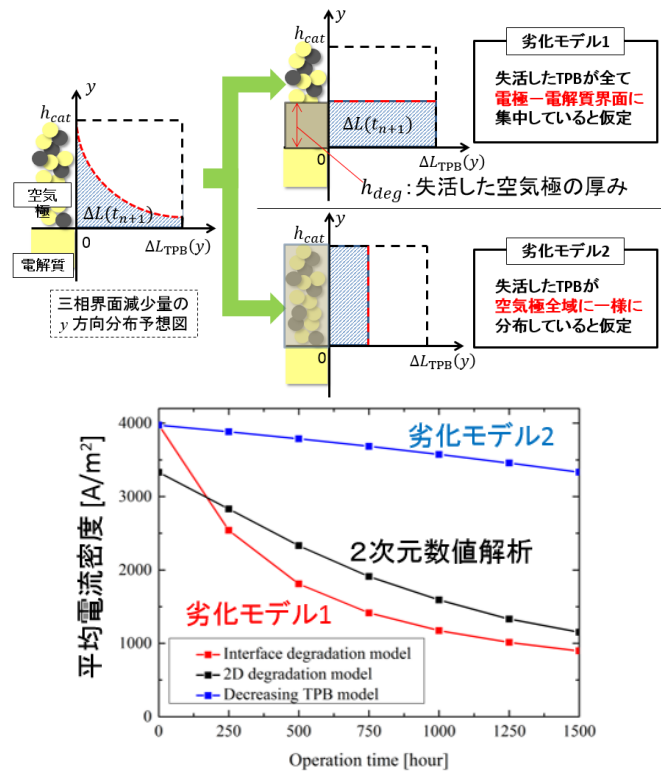 y
h_cat
空気極
ΔL(t_{n+1})
0
ΔL_TPB(y)
電解質
三相界面減少量の
y 方向分布予想図
y
h_cat
ΔL(t_{n+1})
0
ΔL_TPB(y)
h_deg：失活した空気極の厚み
劣化モデル1
失活したTPBが全て
電極－電解質界面に
集中していると仮定
y
h_cat
0
ΔL_TPB(y)
劣化モデル2
失活したTPBが
空気極全域に一様に
分布していると仮定
平均電流密度 [A/m²]
4000
3000
2000
1000
0
劣化モデル2
２次元数値解析
劣化モデル1
Interface degradation model
2D degradation model
Decreasing TPB model
0 250 500 750 1000 1250 1500
Operation time [hour]